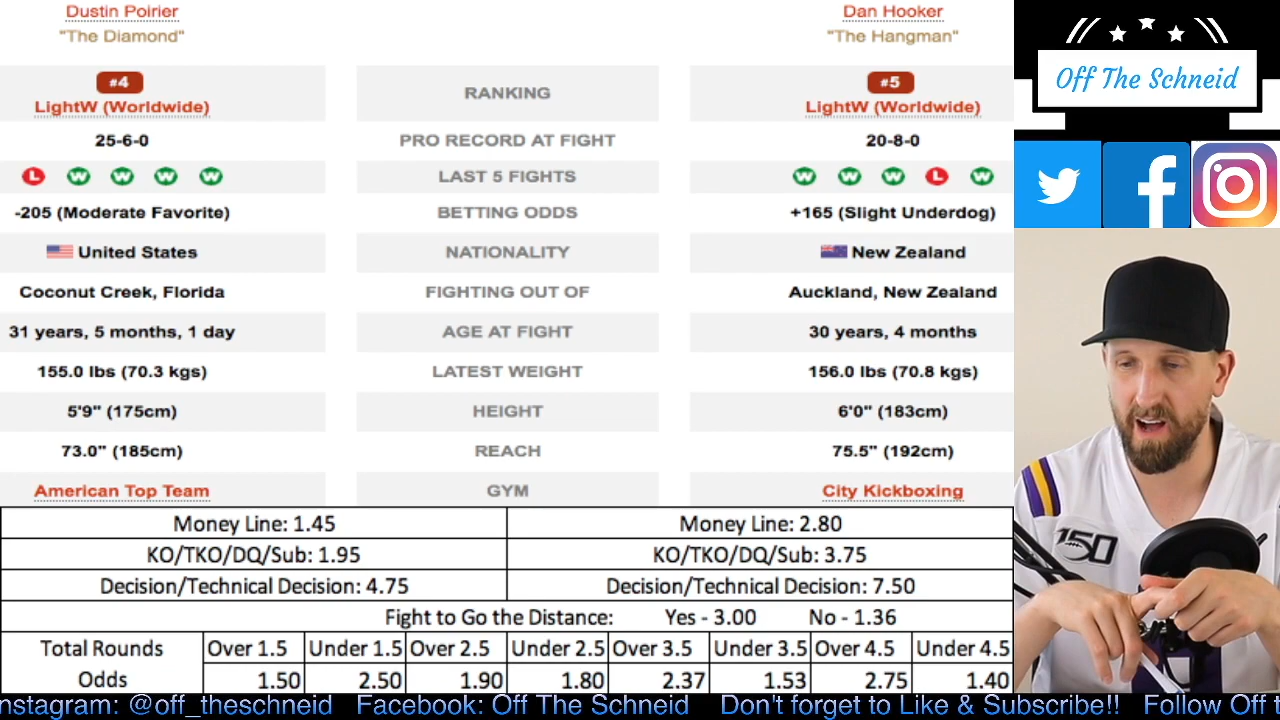 Dustin Poirier
"The Diamond"
Dan Hooker
"The Hangman"
#4
LightW (Worldwide)
RANKING
#5
LightW (Worldwide)
25-6-0 PRO RECORD AT FIGHT 20-8-0
L W W W W LAST 5 FIGHTS W W W L W
-205 (Moderate Favorite) BETTING ODDS +165 (Slight Underdog)
United States NATIONALITY New Zealand
Coconut Creek, Florida FIGHTING OUT OF Auckland, New Zealand
31 years, 5 months, 1 day AGE AT FIGHT 30 years, 4 months
155.0 lbs (70.3 kgs) LATEST WEIGHT 156.0 lbs (70.8 kgs)
5'9" (175cm) HEIGHT 6'0" (183cm)
73.0" (185cm) REACH 75.5" (192cm)
American Top Team GYM City Kickboxing
Money Line: 1.45 Money Line: 2.80
KO/TKO/DQ/Sub: 1.95 KO/TKO/DQ/Sub: 3.75
Decision/Technical Decision: 4.75 Decision/Technical Decision: 7.50
Fight to Go the Distance: Yes - 3.00 No - 1.36
Total Rounds Over 1.5 Under 1.5 Over 2.5 Under 2.5 Over 3.5 Under 3.5 Over 4.5 Under 4.5
Odds 1.50 2.50 1.90 1.80 2.37 1.53 2.75 1.40
Off The Schneid
150
nstagram: @off_theschneid Facebook: Off The Schneid Don't forget to Like & Subscribe!! Follow Off t